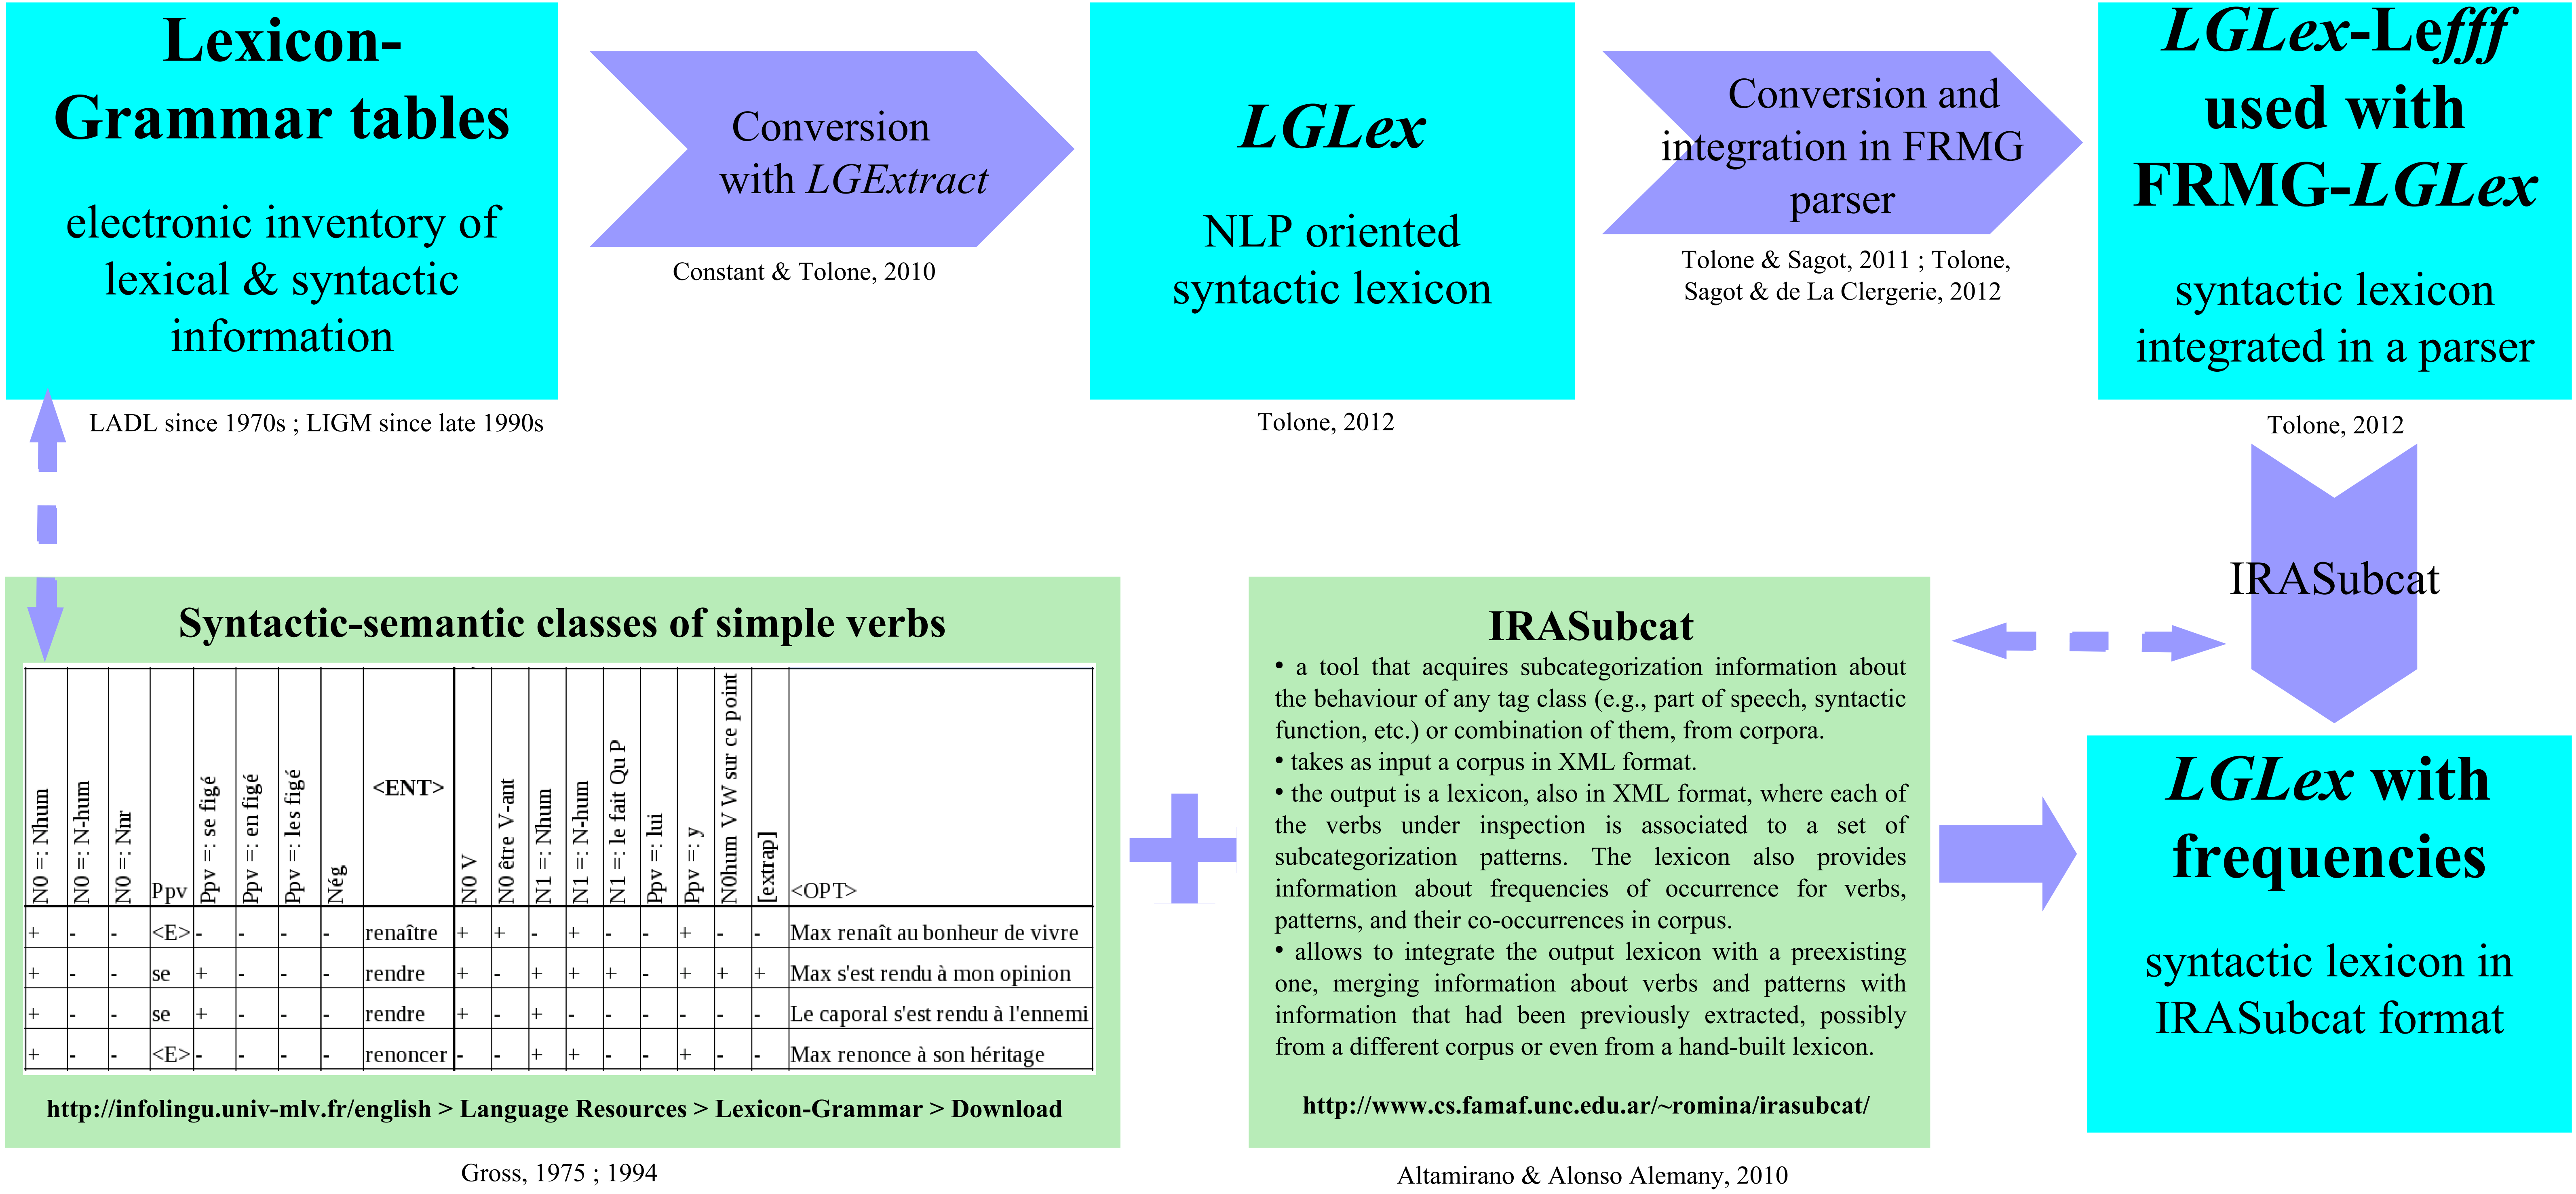 Lexicon-
Grammar tables
electronic inventory of
lexical & syntactic
information
LADL since 1970s ; LIGM since late 1990s
Conversion
with LGExtract
Constant & Tolone, 2010
LGLex
NLP oriented
syntactic lexicon
Tolone, 2012
Conversion and
integration in FRMG
parser
Tolone & Sagot, 2011 ; Tolone,
Sagot & de La Clergerie, 2012
LGLex-Lefff
used with
FRMG-LGLex
syntactic lexicon
integrated in a parser
Tolone, 2012
IRASubcat
Syntactic-semantic classes of simple verbs
N0 =: Nhum
N0 =: N-hum
N0 =: Nnr
Ppv
Ppv =: se figé
Ppv =: en figé
Ppv =: les figé
Nég
<ENT>
N0 V
N0 être V-ant
N1 =: Nhum
N1 =: N-hum
N1 =: le fait Qu P
Ppv =: lui
Ppv =: y
N0hum V W sur ce point
[extrap]
<OPT>
+ - - <E> - - - - renaître + + - + - - + - - Max renaît au bonheur de vivre
+ - - se + - - - rendre + - + + + - + + + Max s'est rendu à mon opinion
+ - - se + - - - rendre + - + - - - - - - Le caporal s'est rendu à l'ennemi
+ - - <E> - - - - renoncer - - + + - - + - - Max renonce à son héritage
http://infolingu.univ-mlv.fr/english > Language Resources > Lexicon-Grammar > Download
Gross, 1975 ; 1994
IRASubcat
• a tool that acquires subcategorization information about
the behaviour of any tag class (e.g., part of speech, syntactic
function, etc.) or combination of them, from corpora.
• takes as input a corpus in XML format.
• the output is a lexicon, also in XML format, where each of
the verbs under inspection is associated to a set of
subcategorization patterns. The lexicon also provides
information about frequencies of occurrence for verbs,
patterns, and their co-occurrences in corpus.
• allows to integrate the output lexicon with a preexisting
one, merging information about verbs and patterns with
information that had been previously extracted, possibly
from a different corpus or even from a hand-built lexicon.
http://www.cs.famaf.unc.edu.ar/~romina/irasubcat/
Altamirano & Alonso Alemany, 2010
LGLex with
frequencies
syntactic lexicon in
IRASubcat format